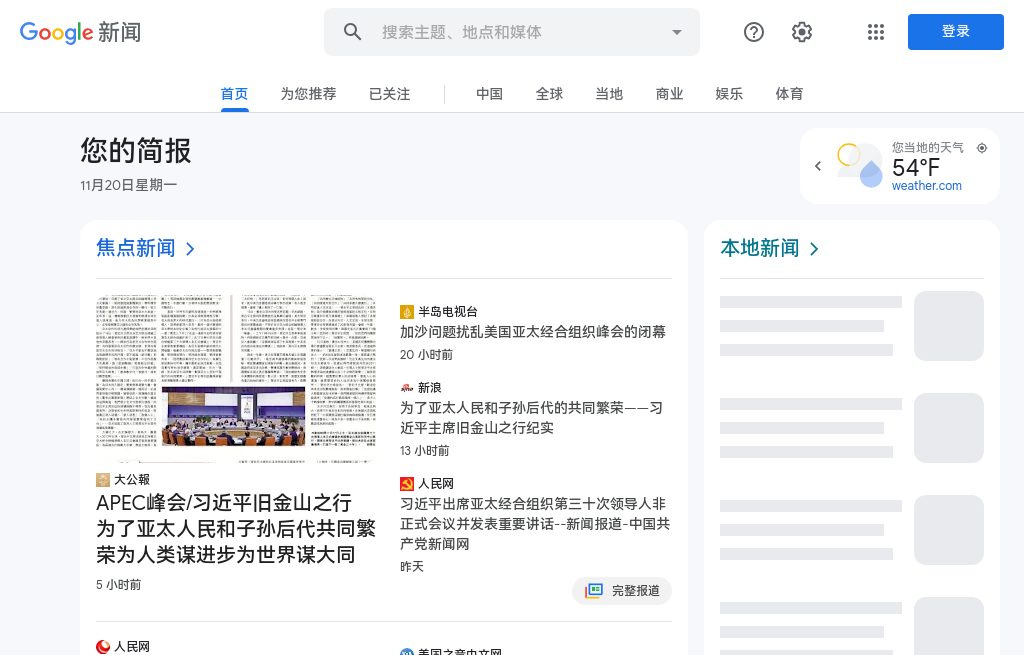 Google 新闻
搜索主题、地点和媒体
登录
首页
为您推荐
已关注
中国
全球
当地
商业
娱乐
体育
您的简报
11月20日星期一
您当地的天气
54°F
weather.com
焦点新闻
大公報
APEC峰会/习近平旧金山之行
为了亚太人民和子孙后代共同繁
荣为人类谋进步为世界谋大同
5 小时前
半岛电视台
加沙问题扰乱美国亚太经合组织峰会的闭幕
20 小时前
新浪
为了亚太人民和子孙后代的共同繁荣——习
近平主席旧金山之行纪实
13 小时前
人民网
习近平出席亚太经合组织第三十次领导人非
正式会议并发表重要讲话--新闻报道-中国共
产党新闻网
昨天
完整报道
人民网
美国之音中文网
本地新闻